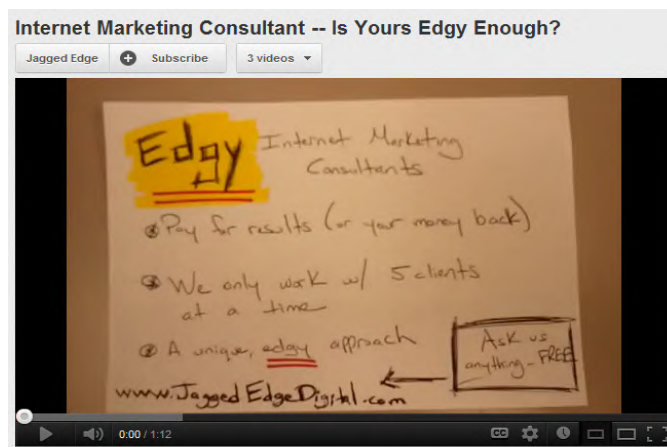 Internet Marketing Consultant -- Is Yours Edgy Enough?
Jagged Edge Subscribe 3 videos
Edgy Internet Marketing
Consultants
Pay for results (or your money back)
We only work w/ 5 clients
at a time
A unique, edgy approach
Ask us
anything - FREE
www.JaggedEdgeDigital.com
0:00 / 1:12
CC